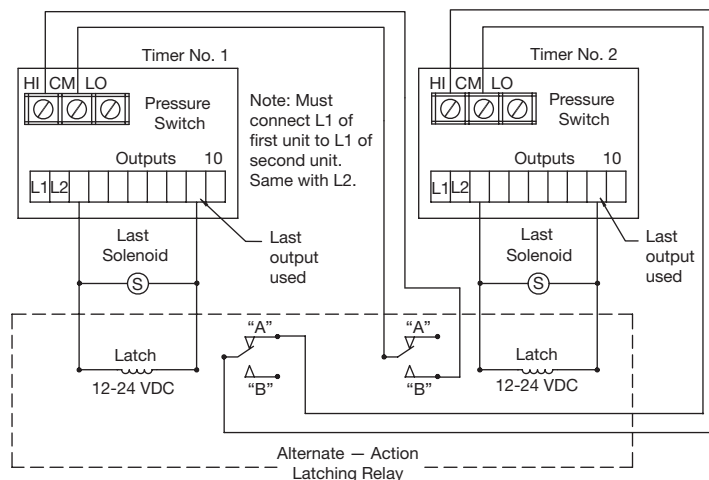 Timer No. 1
HI CM LO
Pressure
Switch
Outputs 10
L1 L2
Note: Must
connect L1 of
first unit to L1 of
second unit.
Same with L2.
Last
Solenoid
S
Last
output
used
Timer No. 2
HI CM LO
Pressure
Switch
Outputs 10
L1 L2
Last
Solenoid
S
Last
output
used
Latch
12-24 VDC
“A”
“B”
“A”
“B”
Latch
12-24 VDC
Alternate — Action
Latching Relay